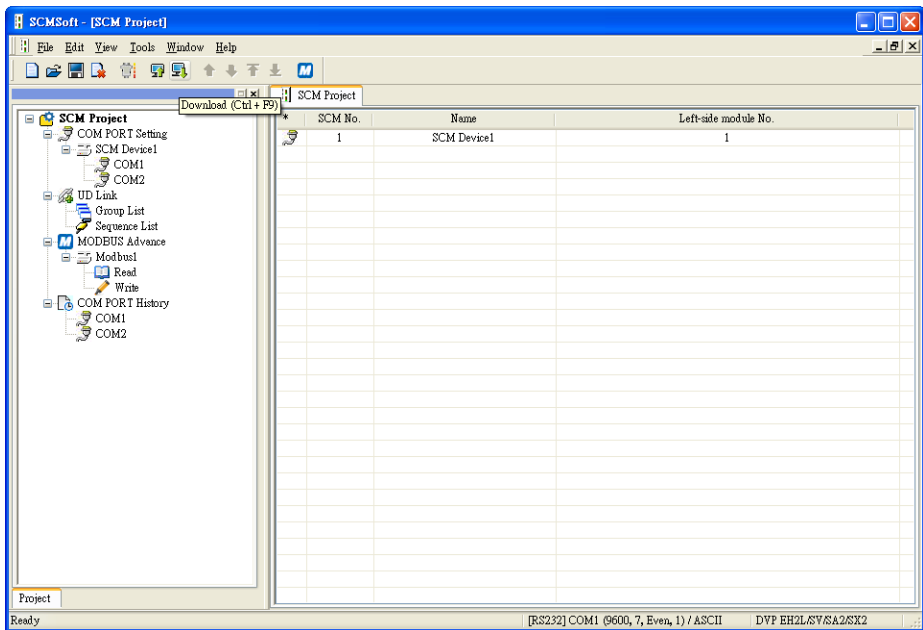 SCMSoft - [SCM Project]
File Edit View Tools Window Help
M
Download (Ctrl + F9)
SCM Project
SCM Project
COM PORT Setting
SCM Device1
COM1
COM2
UD Link
Group List
Sequence List
M MODBUS Advance
Modbus1
Read
Write
COM PORT History
COM1
COM2
* SCM No. Name Left-side module No.
1 SCM Device1 1
Project
Ready [RS232] COM1 (9600, 7, Even, 1) / ASCII DVP EH2L/SV/SA2/SX2